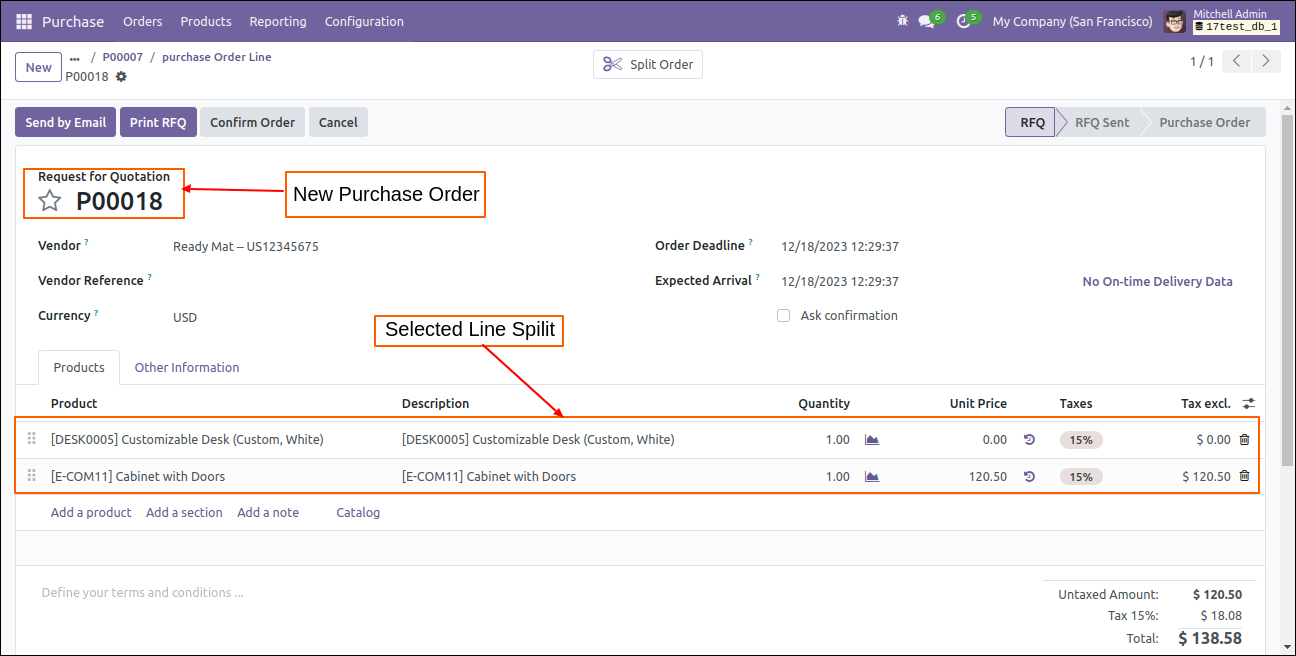 Purchase Orders Products Reporting Configuration 6 5 My Company (San Francisco) Mitchell Admin
17test_db_1
New ... / P00007 / purchase Order Line
P00018
Split Order
1 / 1
Send by Email Print RFQ Confirm Order Cancel RFQ RFQ Sent Purchase Order
Request for Quotation
P00018
New Purchase Order
Vendor ? Ready Mat – US12345675 Order Deadline ? 12/18/2023 12:29:37
Vendor Reference ? Expected Arrival ? 12/18/2023 12:29:37 No On-time Delivery Data
Currency ? USD Ask confirmation
Selected Line Spilit
Products Other Information
Product Description Quantity Unit Price Taxes Tax excl.
[DESK0005] Customizable Desk (Custom, White) [DESK0005] Customizable Desk (Custom, White) 1.00 0.00 15% $ 0.00
[E-COM11] Cabinet with Doors [E-COM11] Cabinet with Doors 1.00 120.50 15% $ 120.50
Add a product Add a section Add a note Catalog
Define your terms and conditions ...
Untaxed Amount: $ 120.50
Tax 15%: $ 18.08
Total: $ 138.58